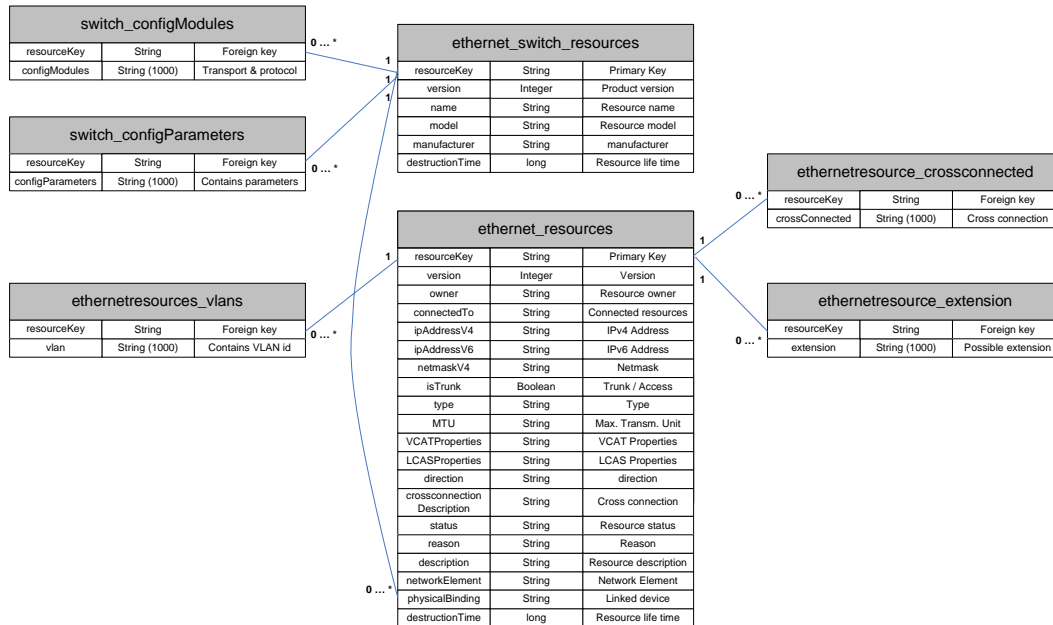 switch_configModules
resourceKey String Foreign key
configModules String (1000) Transport & protocol
0 ... *
1
1
1
ethernet_switch_resources
resourceKey String Primary Key
version Integer Product version
name String Resource name
model String Resource model
manufacturer String manufacturer
destructionTime long Resource life time
switch_configParameters
resourceKey String Foreign key
configParameters String (1000) Contains parameters
0 ... *
ethernetresource_crossconnected
resourceKey String Foreign key
crossConnected String (1000) Cross connection
0 ... *
1
1
ethernet_resources
resourceKey String Primary Key
version Integer Version
owner String Resource owner
connectedTo String Connected resources
ipAddressV4 String IPv4 Address
ipAddressV6 String IPv6 Address
netmaskV4 String Netmask
isTrunk Boolean Trunk / Access
type String Type
MTU String Max. Transm. Unit
VCATProperties String VCAT Properties
LCASProperties String LCAS Properties
direction String direction
crossconnection
Description String Cross connection
status String Resource status
reason String Reason
description String Resource description
networkElement String Network Element
physicalBinding String Linked device
destructionTime long Resource life time
0 ... *
1
ethernetresources_vlans
resourceKey String Foreign key
vlan String (1000) Contains VLAN id
0 ... *
ethernetresource_extension
resourceKey String Foreign key
extension String (1000) Possible extension
0 ... *